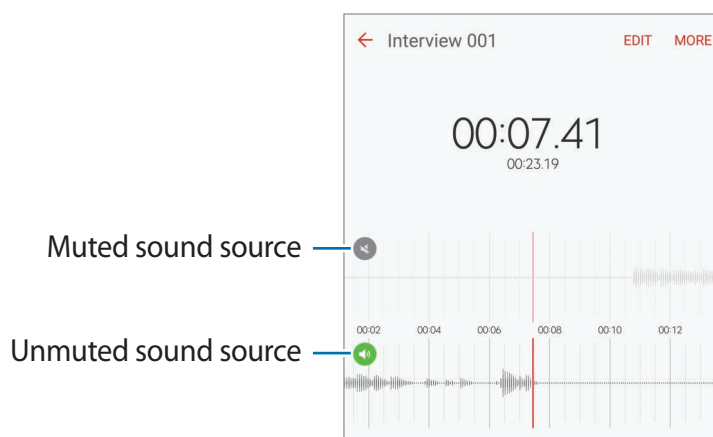 Interview 001 EDIT MORE
00:07.41
00:23.19
Muted sound source
00:02 00:04 00:06 00:08 00:10 00:12
Unmuted sound source